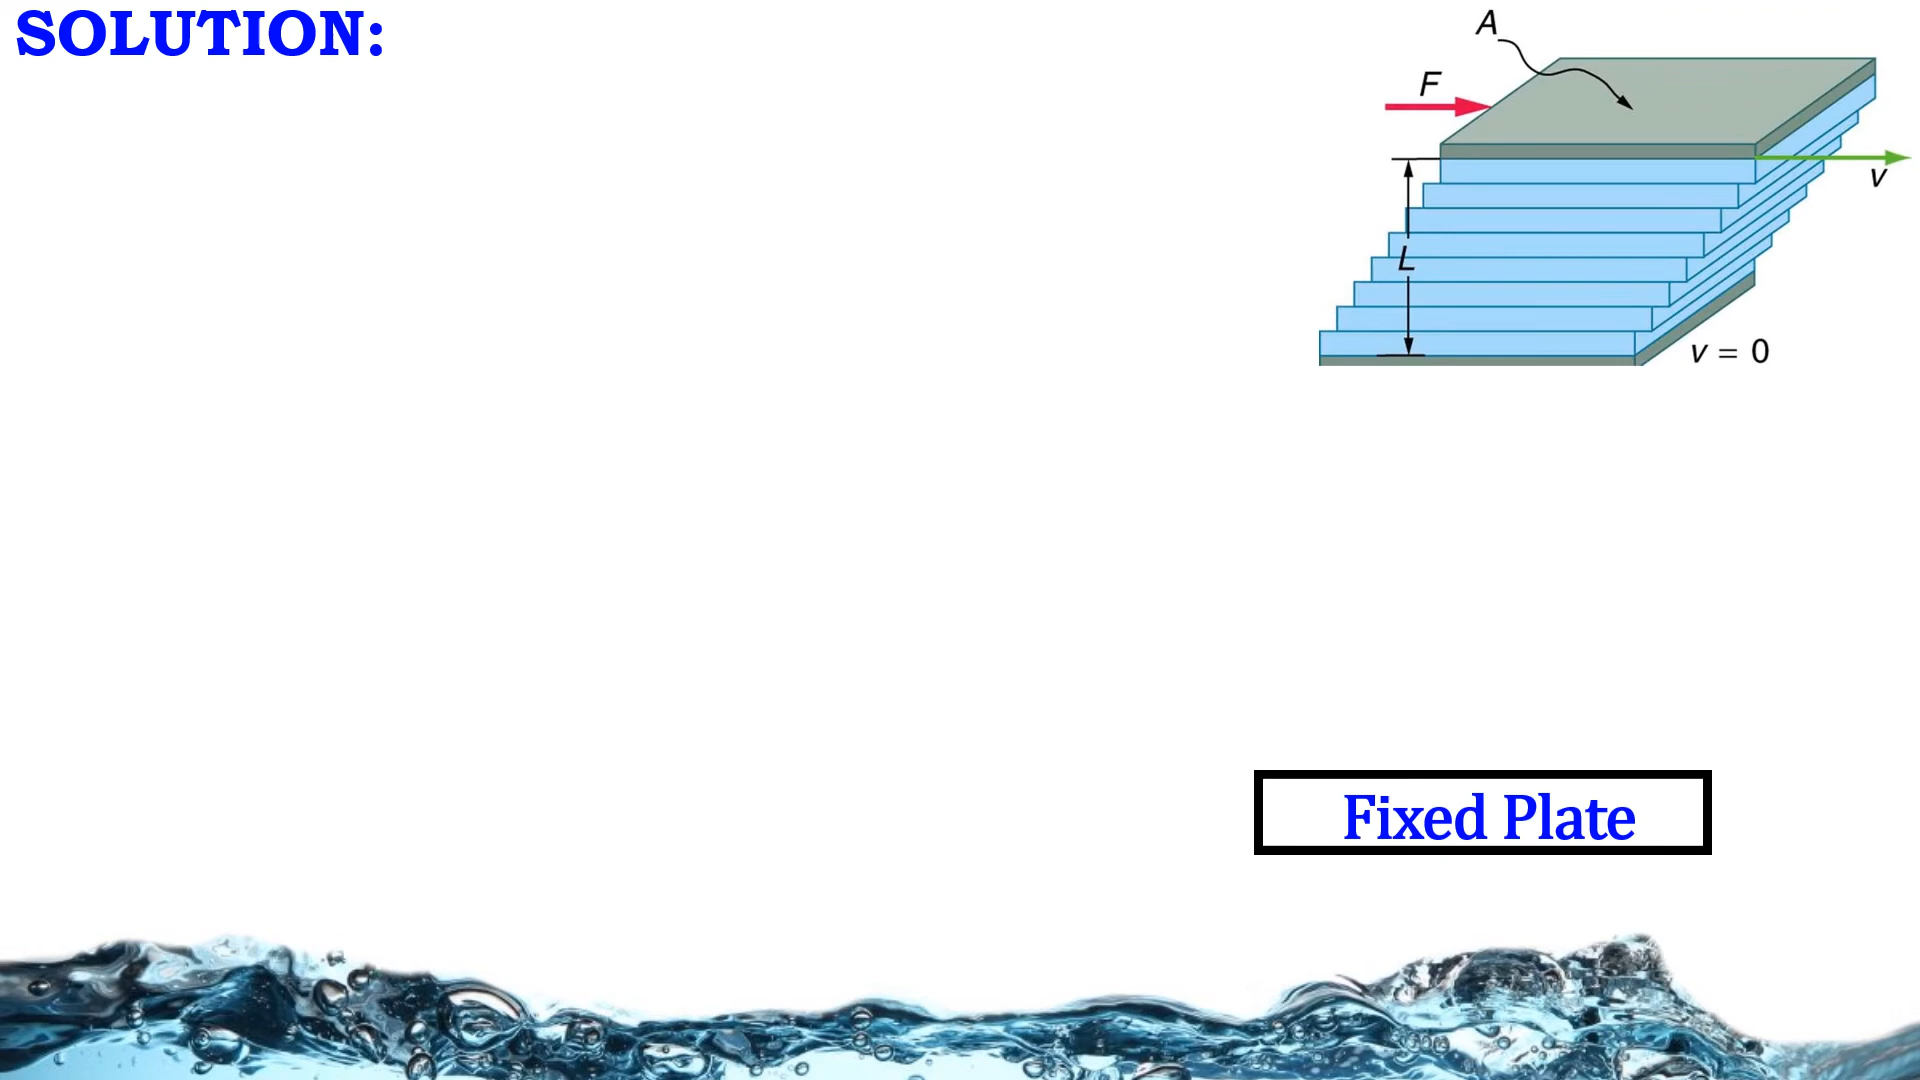 SOLUTION:
A
F
v
L
v = 0
Fixed Plate